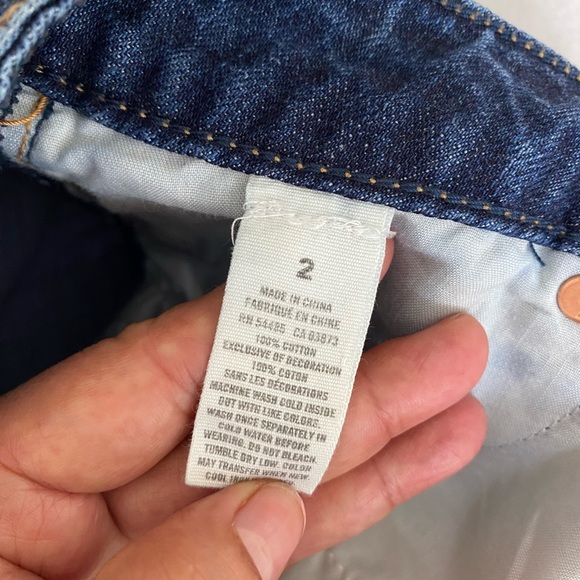 2
MADE IN CHINA
FABRIQUÉ EN CHINE
RN 54485 CA 03873
100% COTTON
EXCLUSIVE OF DECORATION
100% COTON
SANS LES DÉCORATIONS
MACHINE WASH COLD INSIDE
OUT WITH LIKE COLORS.
WASH ONCE SEPARATELY IN
COLD WATER BEFORE
WEARING. DO NOT BLEACH.
TUMBLE DRY LOW. COLOR
MAY TRANSFER WHEN NEW.
COOL IRON